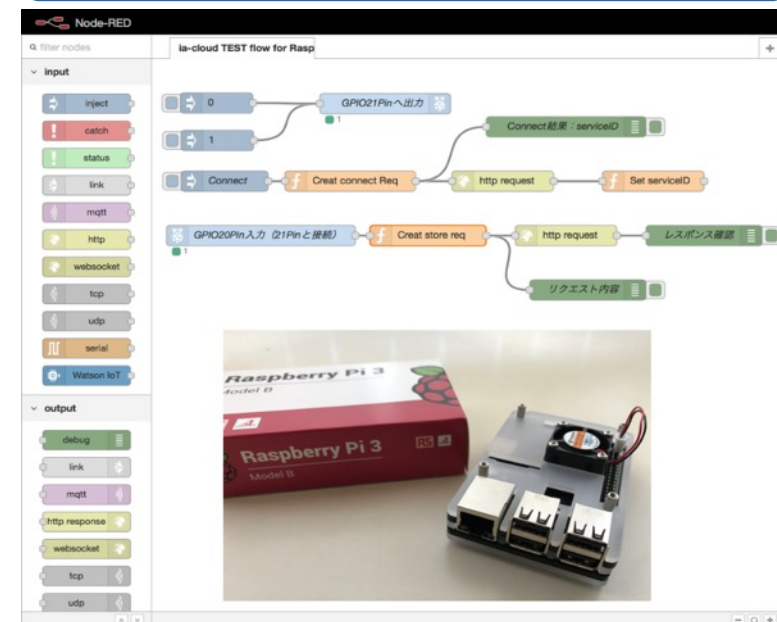 Node-RED
filter nodes
ia-cloud TEST flow for Rasp
+
input
inject
catch
status
link
mqtt
http
websocket
tcp
udp
serial
Watson IoT
output
debug
link
mqtt
http response
websocket
tcp
udp
0
GPIO21Pinへ出力
1
1
Connect結果：serviceID
Connect
Creat connect Req
http request
Set serviceID
GPIO20Pin入力（21Pinと接続）
1
Creat store req
http request
レスポンス確認
リクエスト内容
Raspberry Pi 3
Model B
Raspberry Pi 3
Model B
RS